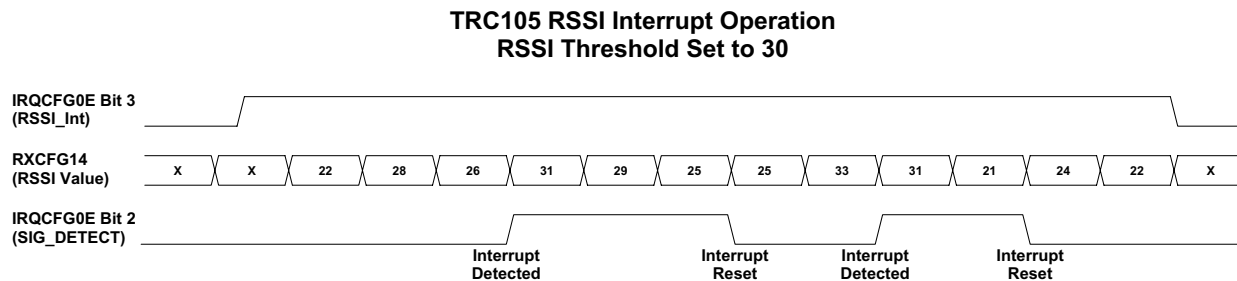 TRC105 RSSI Interrupt Operation
RSSI Threshold Set to 30
IRQCFG0E Bit 3
(RSSI_Int)
RXCFG14
(RSSI Value)
X X 22 28 26 31 29 25 25 33 31 21 24 22 X
IRQCFG0E Bit 2
(SIG_DETECT)
Interrupt Interrupt Interrupt Interrupt
Detected Reset Detected Reset